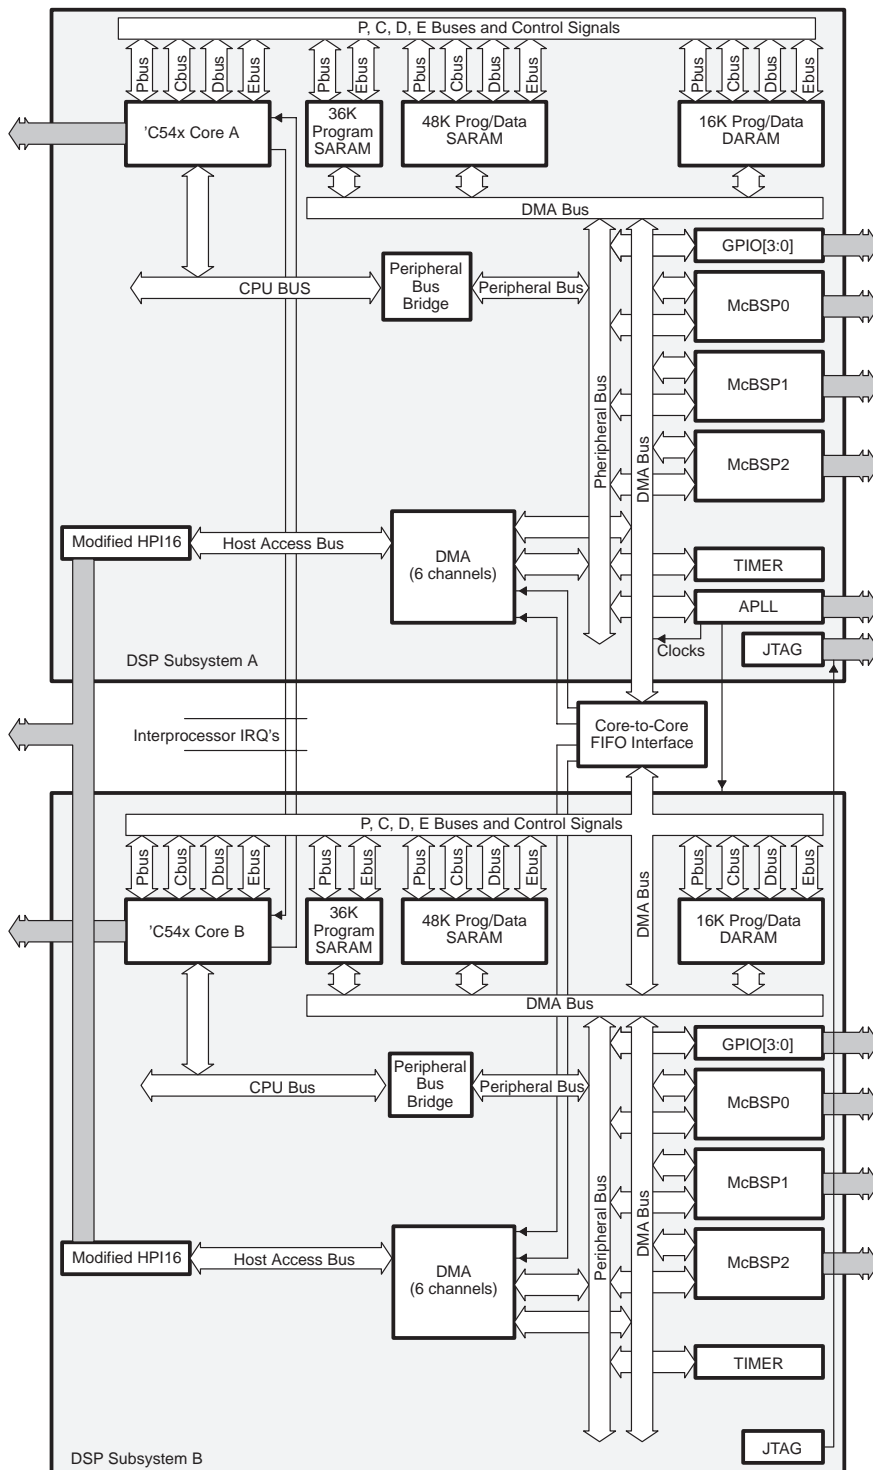 P, C, D, E Buses and Control Signals
Pbus Cbus Dbus Ebus Pbus Ebus Pbus Cbus Dbus Ebus Pbus Cbus Dbus Ebus
'C54x Core A
36K
Program
SARAM
48K Prog/Data
SARAM
16K Prog/Data
DARAM
DMA Bus
GPIO[3:0]
CPU BUS
Peripheral
Bus
Bridge
Peripheral Bus
McBSP0
McBSP1
Pheripheral Bus
DMA Bus
McBSP2
Modified HPI16
Host Access Bus
DMA
(6 channels)
TIMER
APLL
Clocks
JTAG
DSP Subsystem A
Interprocessor IRQ's
Core-to-Core
FIFO Interface
P, C, D, E Buses and Control Signals
Pbus Cbus Dbus Ebus Pbus Ebus Pbus Cbus Dbus Ebus Pbus Cbus Dbus Ebus
DMA Bus
'C54x Core B
36K
Program
SARAM
48K Prog/Data
SARAM
16K Prog/Data
DARAM
DMA Bus
GPIO[3:0]
CPU Bus
Peripheral
Bus
Bridge
Peripheral Bus
McBSP0
McBSP1
Peripheral Bus
DMA Bus
McBSP2
Modified HPI16
Host Access Bus
DMA
(6 channels)
TIMER
JTAG
DSP Subsystem B